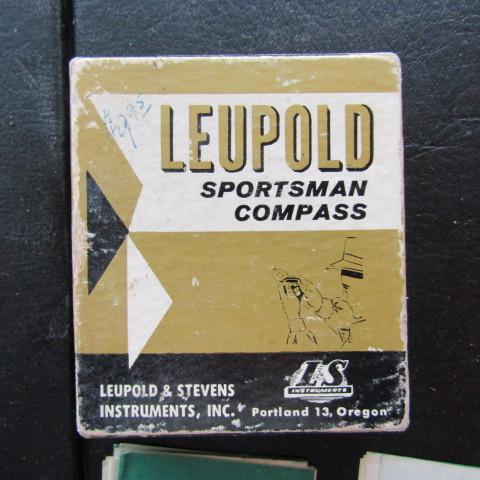 LEUPOLD
SPORTSMAN
COMPASS
LEUPOLD & STEVENS
INSTRUMENTS, INC. Portland 13, Oregon
L&S
INSTRUMENTS